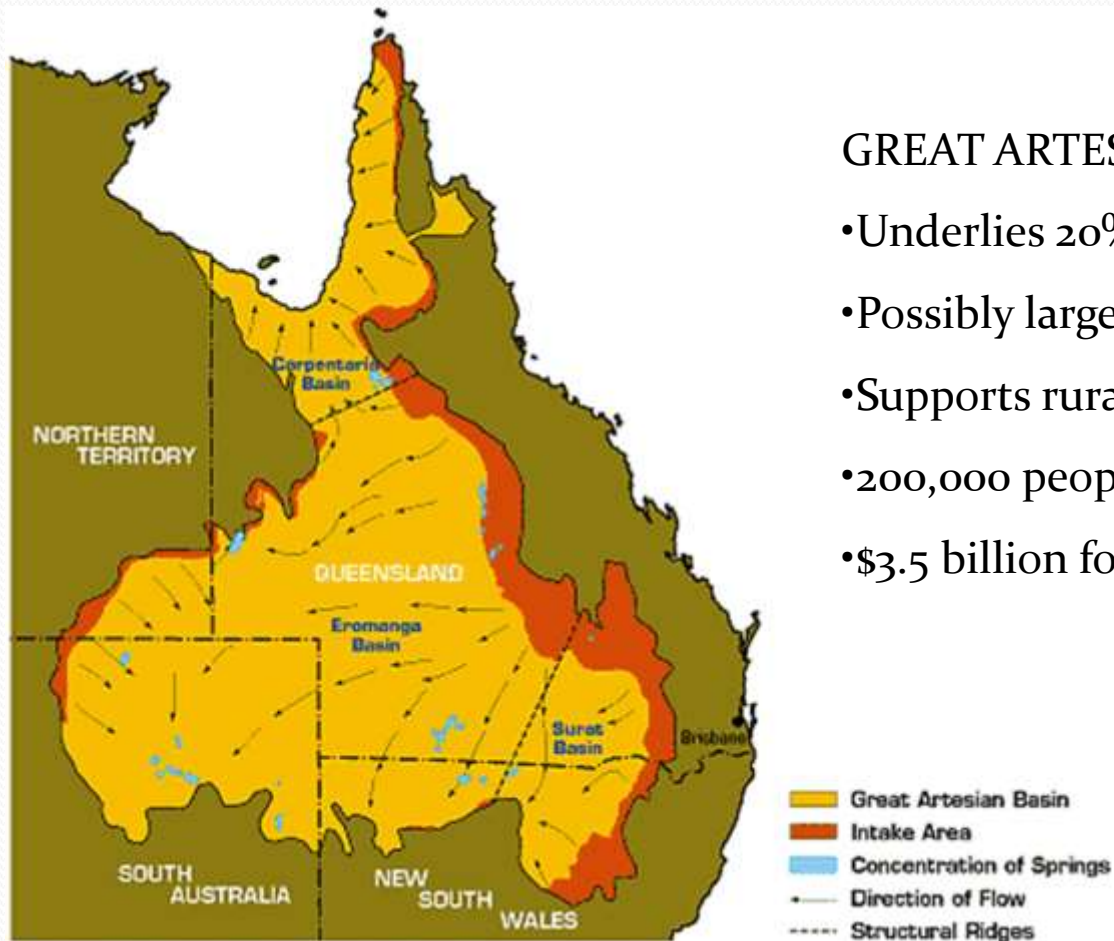 GREAT ARTES
•Underlies 20%
•Possibly large
•Supports rura
•200,000 peop
•$3.5 billion fo
Carpentaria
Basin
NORTHERN
TERRITORY
QUEENSLAND
Eromanga
Basin
Surat
Basin
Brisbane
SOUTH
AUSTRALIA
NEW
SOUTH
WALES
Great Artesian Basin
Intake Area
Concentration of Springs
Direction of Flow
Structural Ridges